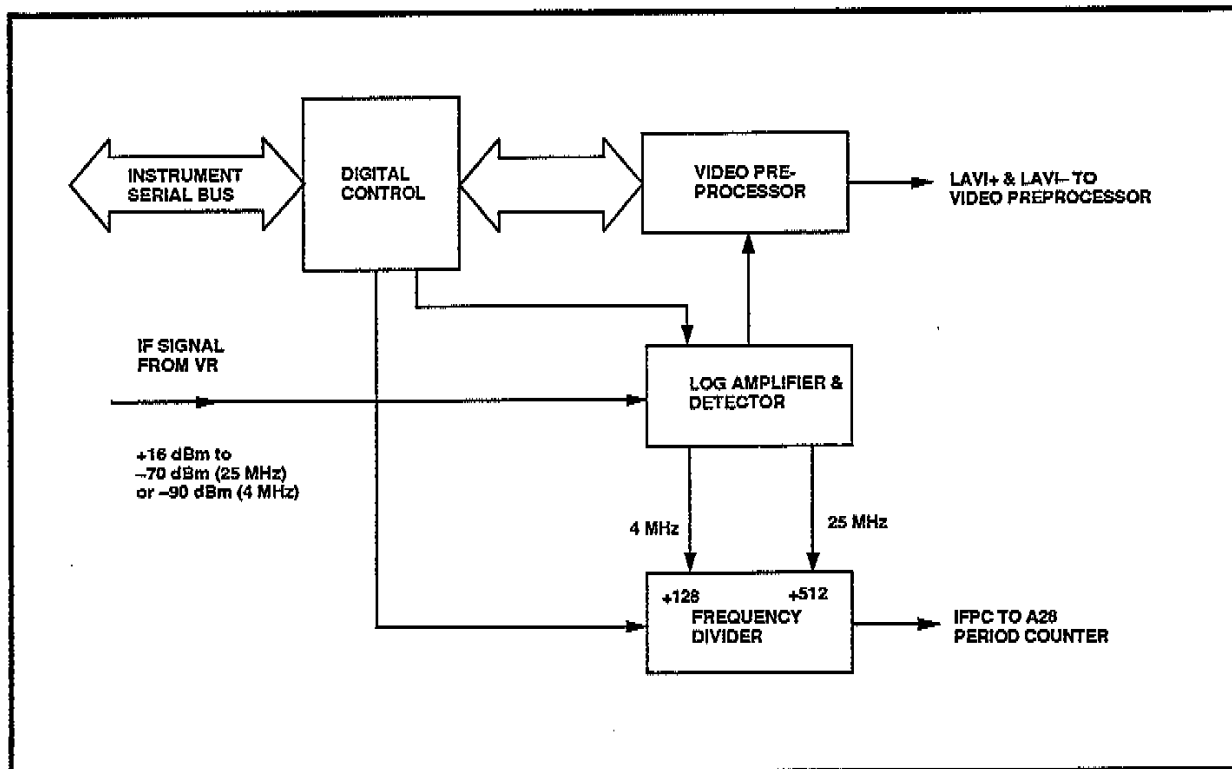 INSTRUMENT
SERIAL BUS
DIGITAL
CONTROL
VIDEO PRE-
PROCESSOR
LAVI+ & LAVI– TO
VIDEO PREPROCESSOR
IF SIGNAL
FROM VR
LOG AMPLIFIER &
DETECTOR
+16 dBm to
–70 dBm (25 MHz)
or –90 dBm (4 MHz)
4 MHz
25 MHz
+128
+512
FREQUENCY
DIVIDER
IFPC TO A28
PERIOD COUNTER